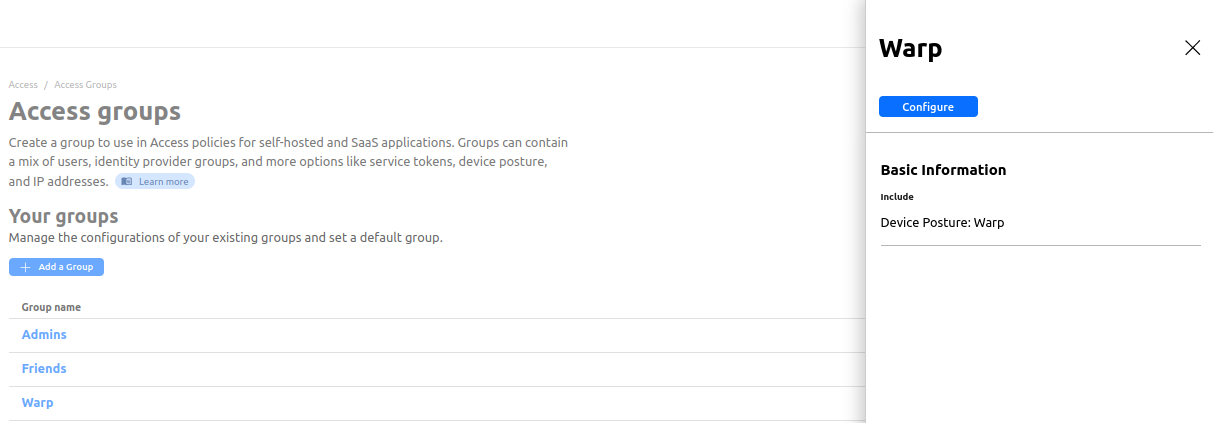 Access / Access Groups
Access groups
Create a group to use in Access policies for self-hosted and SaaS applications. Groups can contain
a mix of users, identity provider groups, and more options like service tokens, device posture,
and IP addresses. Learn more
Your groups
Manage the configurations of your existing groups and set a default group.
+ Add a Group
Group name
Admins
Friends
Warp
Warp
Configure
Basic Information
Include
Device Posture: Warp